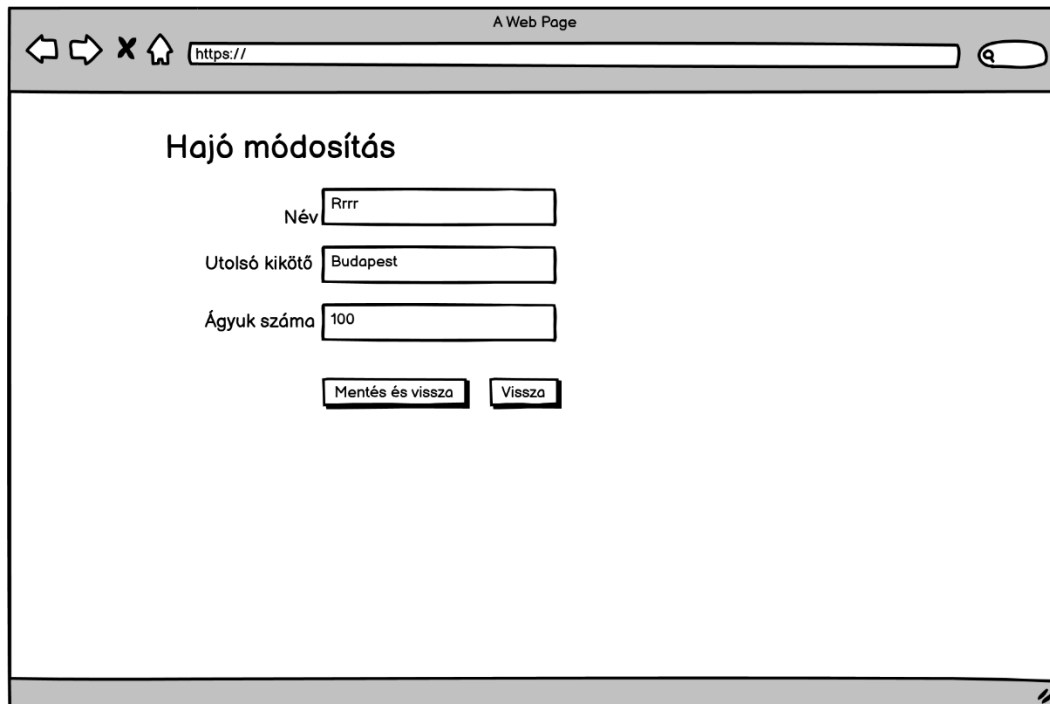 A Web Page
https://
Hajó módosítás
Név Rrrr
Utolsó kikötő Budapest
Ágyuk száma 100
Mentés és vissza Vissza